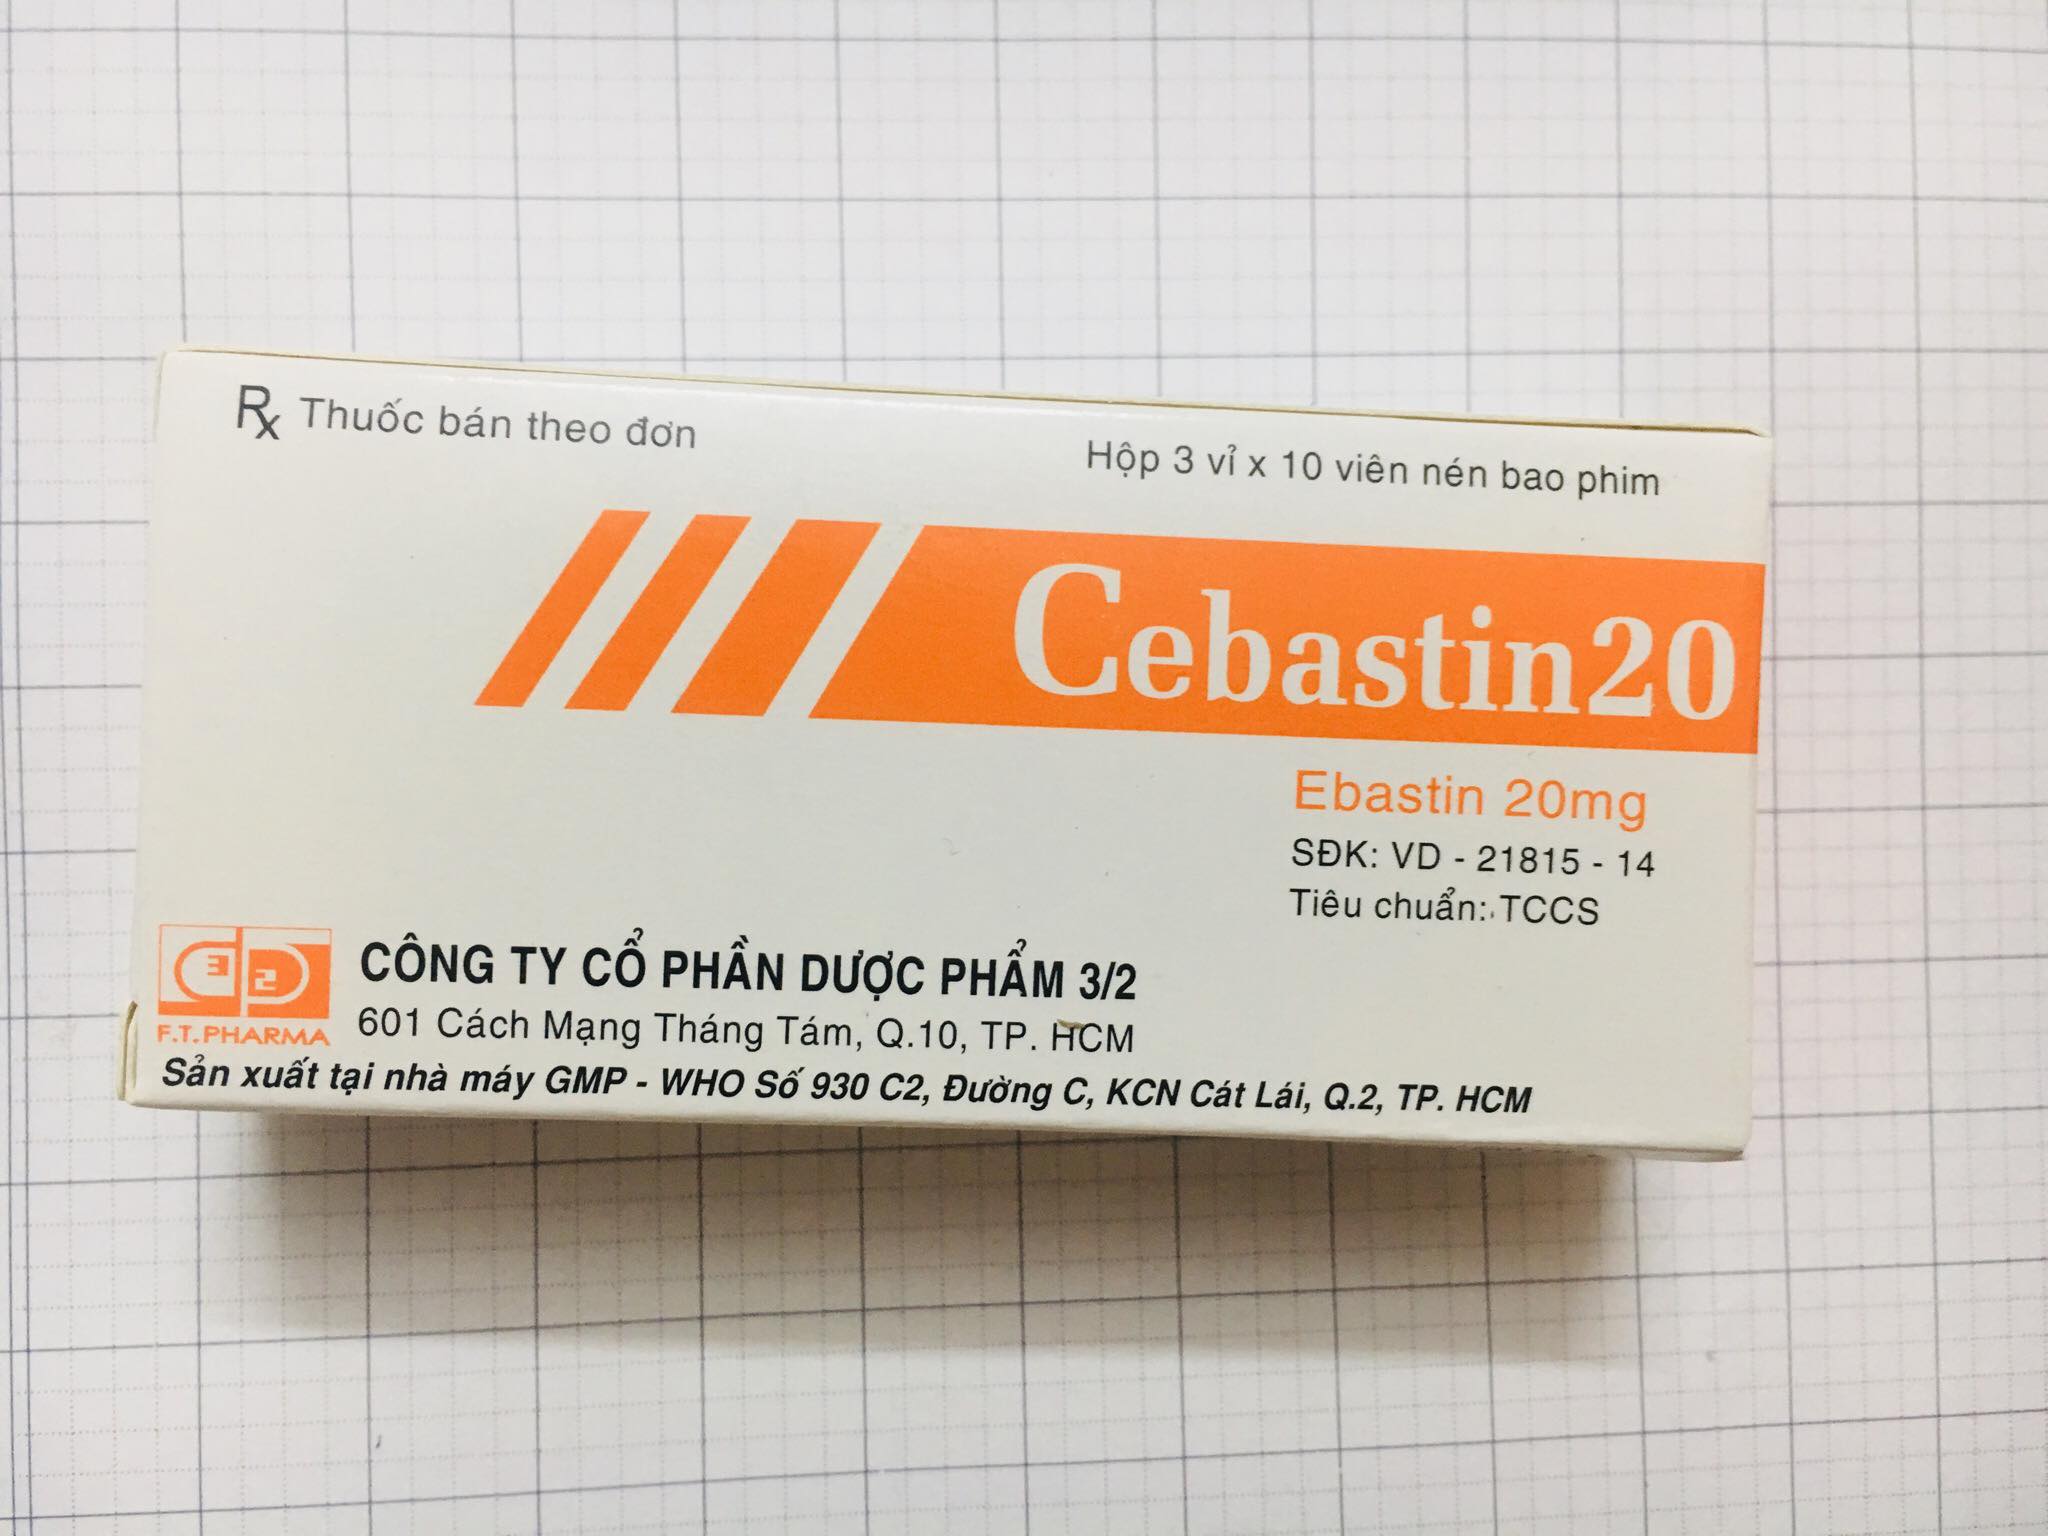 Rx Thuốc bán theo đơn
Hộp 3 vỉ x 10 viên nén bao phim
Cebastin20
Ebastin 20mg
SĐK: VD - 21815 - 14
Tiêu chuẩn: TCCS
3 2
F.T.PHARMA
CÔNG TY CỔ PHẦN DƯỢC PHẨM 3/2
601 Cách Mạng Tháng Tám, Q.10, TP. HCM
Sản xuất tại nhà máy GMP - WHO Số 930 C2, Đường C, KCN Cát Lái, Q.2, TP. HCM